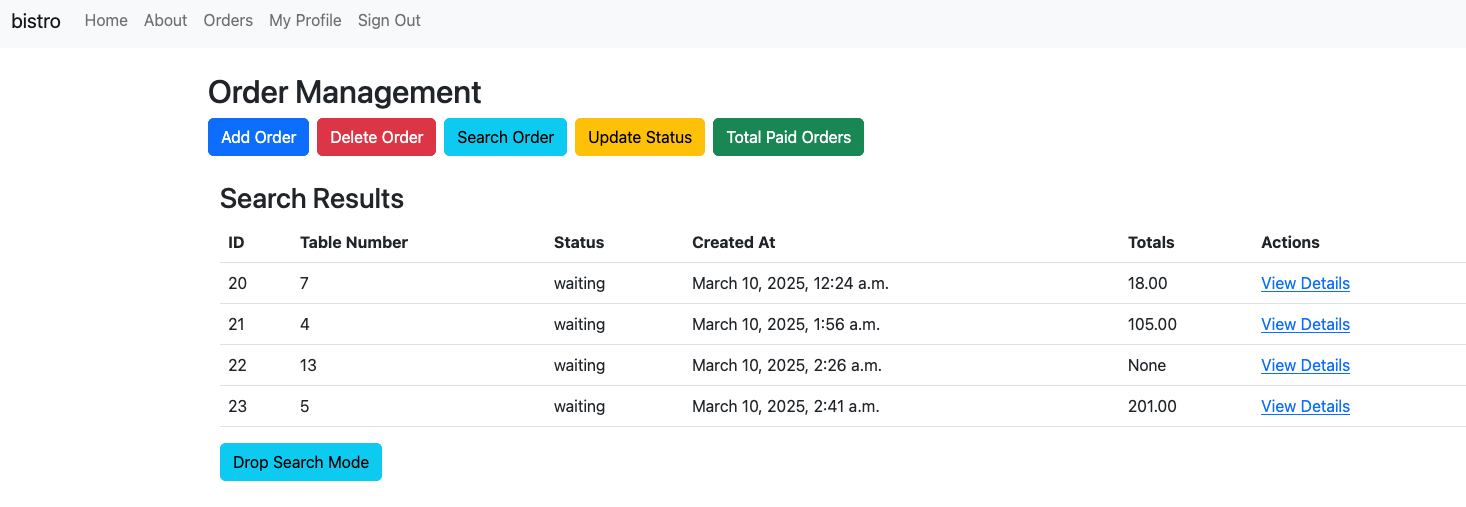 bistro Home About Orders My Profile Sign Out
Order Management
Add Order Delete Order Search Order Update Status Total Paid Orders
Search Results
ID Table Number Status Created At Totals Actions
20 7 waiting March 10, 2025, 12:24 a.m. 18.00 View Details
21 4 waiting March 10, 2025, 1:56 a.m. 105.00 View Details
22 13 waiting March 10, 2025, 2:26 a.m. None View Details
23 5 waiting March 10, 2025, 2:41 a.m. 201.00 View Details
Drop Search Mode